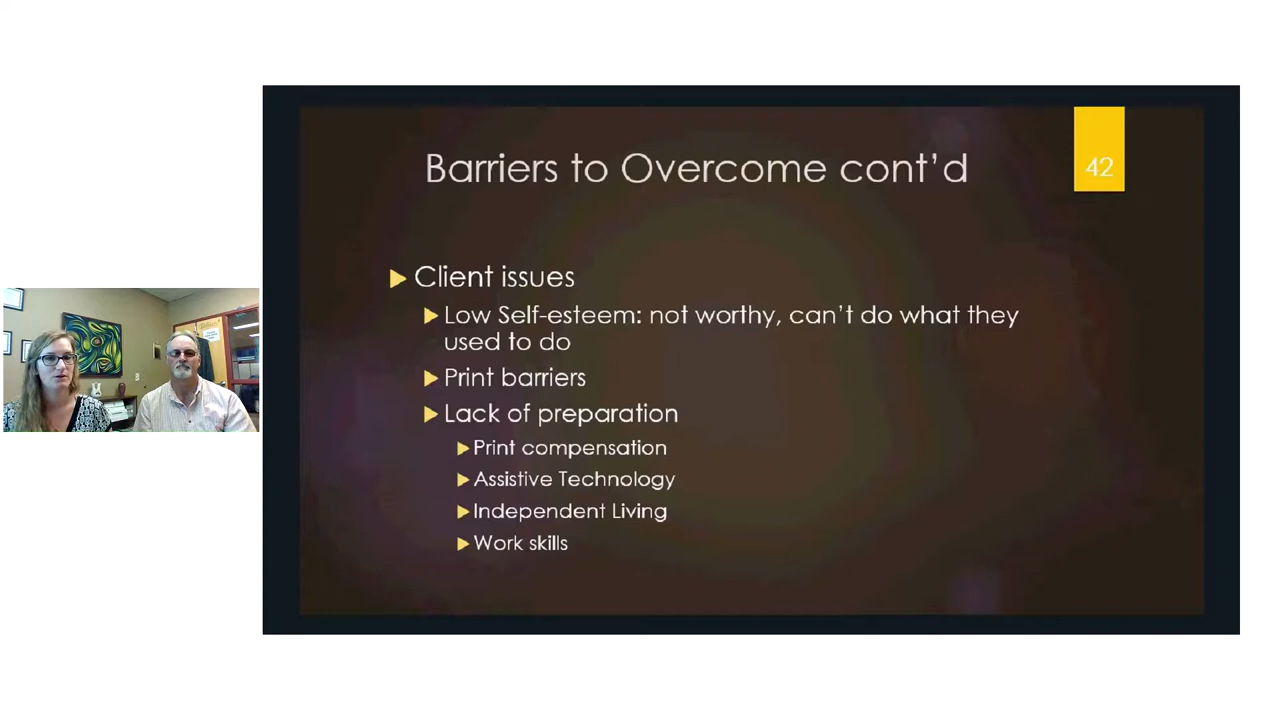 Barriers to Overcome cont’d
42
Client issues
Low Self-esteem: not worthy, can’t do what they
used to do
Print barriers
Lack of preparation
Print compensation
Assistive Technology
Independent Living
Work skills